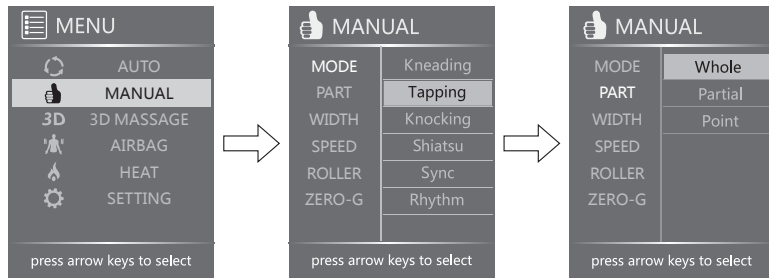 MENU
AUTO
MANUAL
3D 3D MASSAGE
AIRBAG
HEAT
SETTING
press arrow keys to select
MANUAL
MODE Kneading
PART Tapping
WIDTH Knocking
SPEED Shiatsu
ROLLER Sync
ZERO-G Rhythm
press arrow keys to select
MANUAL
MODE Whole
PART Partial
WIDTH Point
SPEED
ROLLER
ZERO-G
press arrow keys to select